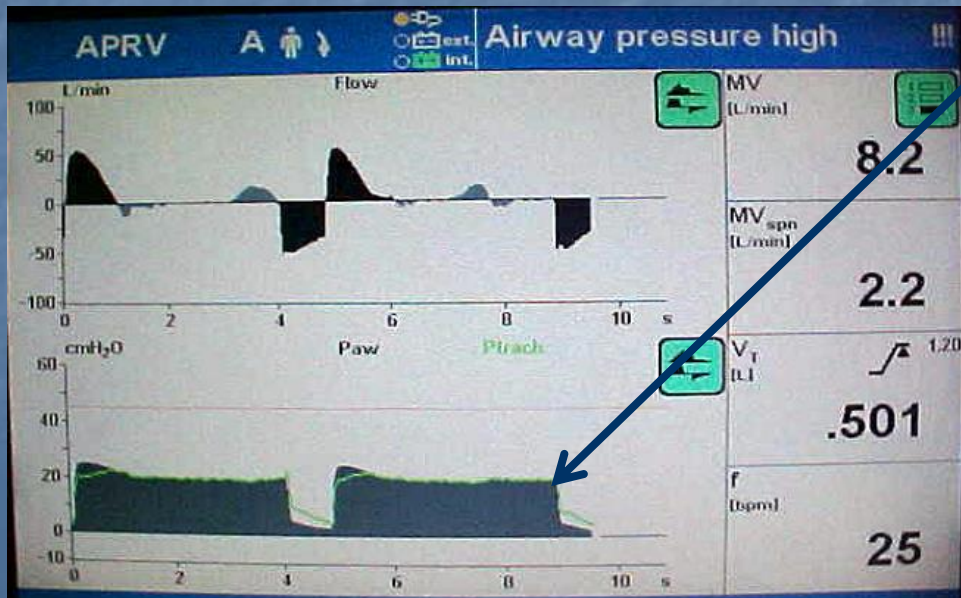 APRV A ext. int. Airway pressure high !!!
L/min Flow
100
50
0
-50
-100
0 2 4 6 8 10 s
cmH₂O Paw Ptrach
60
40
20
0
-10
0 2 4 6 8 10 s
MV
[L/min]
8.2
MVspn
[L/min]
2.2
VT 1.20
[L]
.501
f
[bpm]
25